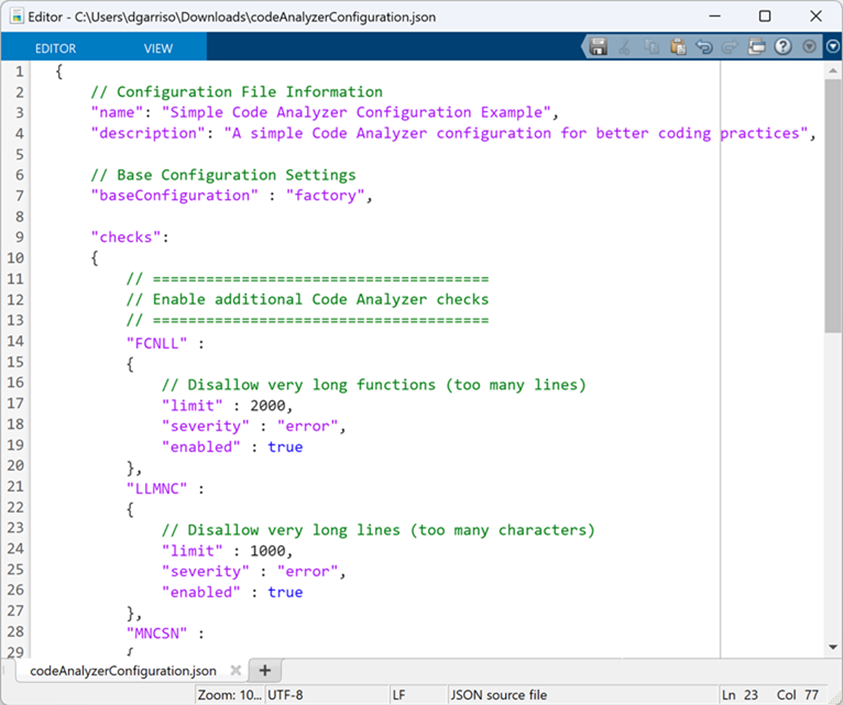 Editor - C:\Users\dgarriso\Downloads\codeAnalyzerConfiguration.json
EDITOR VIEW
1 {
2 // Configuration File Information
3 "name": "Simple Code Analyzer Configuration Example",
4 "description": "A simple Code Analyzer configuration for better coding practices",
5
6 // Base Configuration Settings
7 "baseConfiguration" : "factory",
8
9 "checks":
10 {
11 // ======================================
12 // Enable additional Code Analyzer checks
13 // ======================================
14 "FCNLL" :
15 {
16 // Disallow very long functions (too many lines)
17 "limit" : 2000,
18 "severity" : "error",
19 "enabled" : true
20 },
21 "LLMNC" :
22 {
23 // Disallow very long lines (too many characters)
24 "limit" : 1000,
25 "severity" : "error",
26 "enabled" : true
27 },
28 "MNCSN" :
29 {
codeAnalyzerConfiguration.json
Zoom: 10... UTF-8 LF JSON source file Ln 23 Col 77